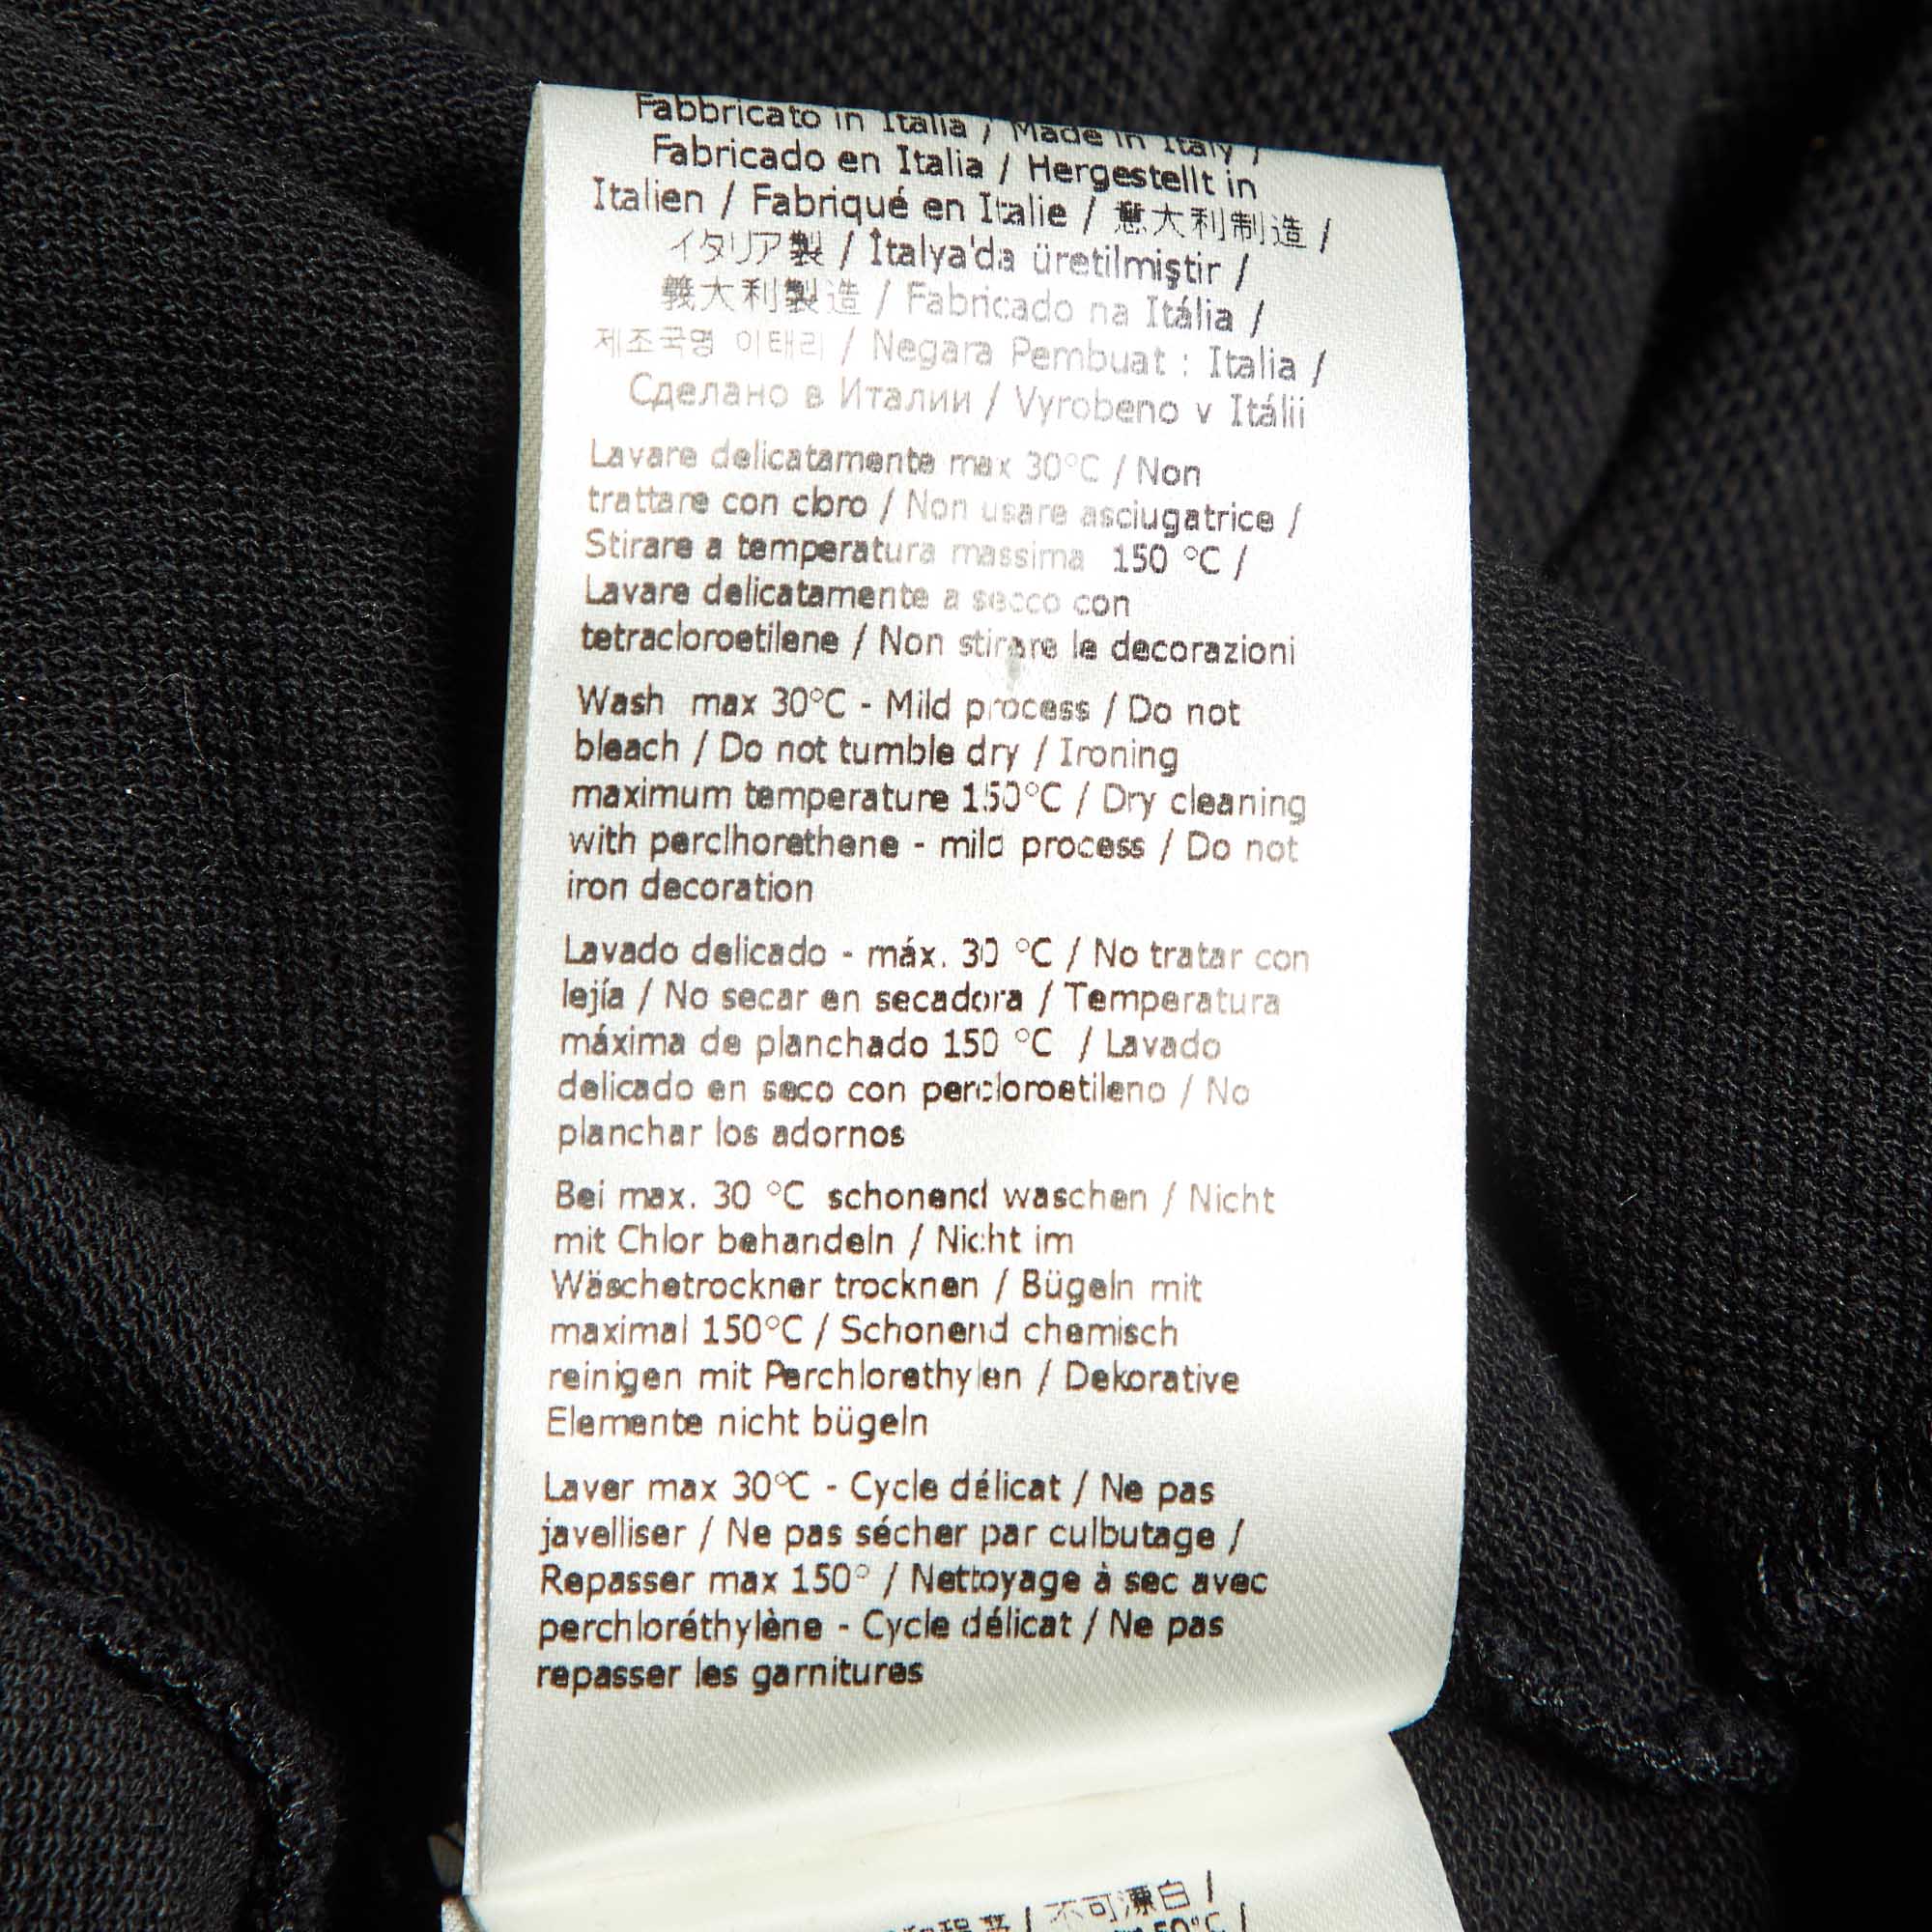 Fabbricato in Italia / Made in Italy /
Fabricado en Italia / Hergestellt in
Italien / Fabriqué en Italie / 意大利制造 /
イタリア製 / İtalya'da üretilmiştir /
義大利製造 / Fabricado na Itália /
제조국명 이태리 / Negara Pembuat : Italia /
Сделано в Италии / Vyrobeno v Itálii
Lavare delicatamente max 30°C / Non
trattare con cloro / Non usare asciugatrice /
Stirare a temperatura massima 150 °C /
Lavare delicatamente a secco con
tetracloroetilene / Non stirare le decorazioni
Wash max 30°C - Mild process / Do not
bleach / Do not tumble dry / Ironing
maximum temperature 150°C / Dry cleaning
with perclhorethene - mild process / Do not
iron decoration
Lavado delicado - máx. 30 °C / No tratar con
lejía / No secar en secadora / Temperatura
máxima de planchado 150 °C / Lavado
delicado en seco con percloroetileno / No
planchar los adornos
Bei max. 30 °C schonend waschen / Nicht
mit Chlor behandeln / Nicht im
Wäschetrockner trocknen / Bügeln mit
maximal 150°C / Schonend chemisch
reinigen mit Perchlorethylen / Dekorative
Elemente nicht bügeln
Laver max 30°C - Cycle délicat / Ne pas
javelliser / Ne pas sécher par culbutage /
Repasser max 150° / Nettoyage à sec avec
perchloréthylène - Cycle délicat / Ne pas
repasser les garnitures
/ 不可漂白 /